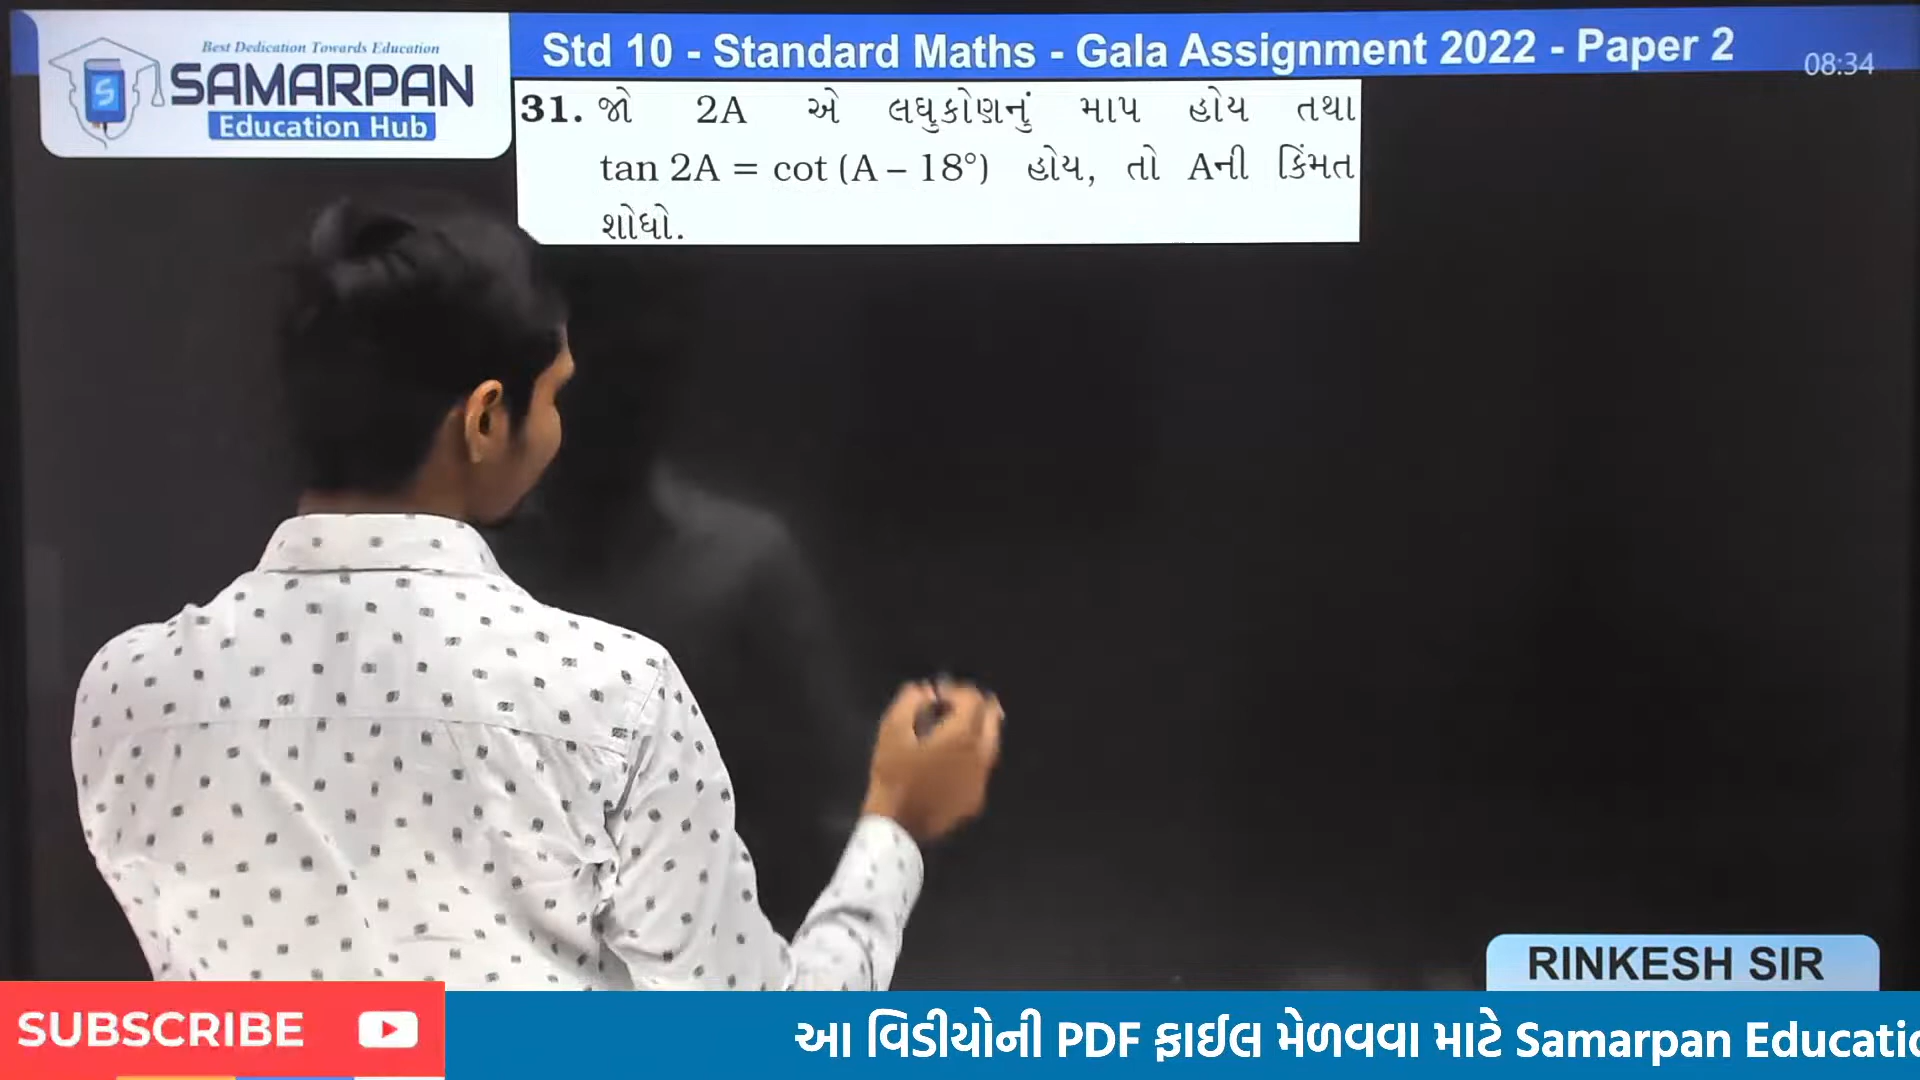 Best Dedication Towards Education
SAMARPAN
Education Hub
S
Std 10 - Standard Maths - Gala Assignment 2022 - Paper 2
08:34
31. જો 2A એ લઘુકોણનું માપ હોય તથા
tan 2A = cot (A – 18°) હોય, તો Aની કિંમત
શોધો.
RINKESH SIR
SUBSCRIBE
આ વિડીયોની PDF ફાઈલ મેળવવા માટે Samarpan Educatio